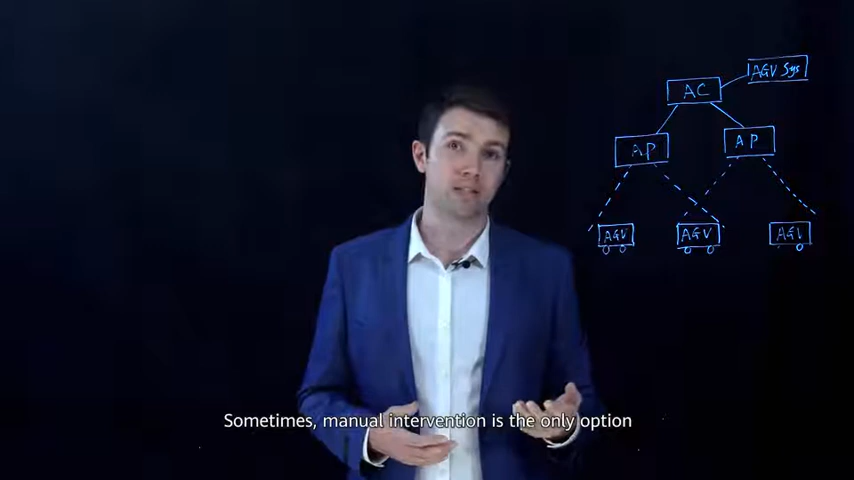 AGV Sys
AC
AP
AP
AGV
AGV
AGV
Sometimes, manual intervention is the only option